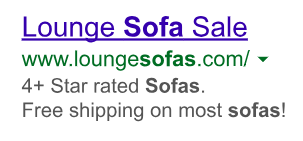 Lounge Sofa Sale
www.loungesofas.com/
4+ Star rated Sofas.
Free shipping on most sofas!